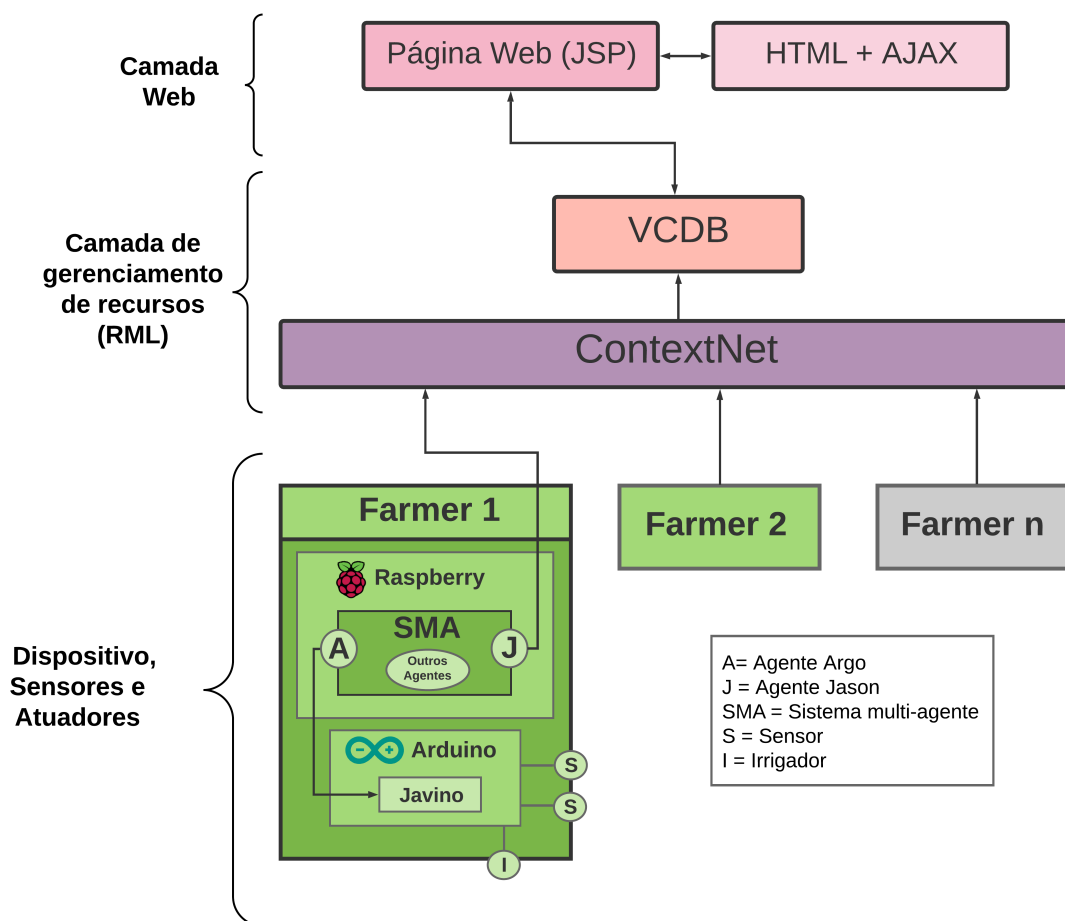 Camada
Web
Página Web (JSP)
HTML + AJAX
Camada de
gerenciamento
de recursos
(RML)
VCDB
ContextNet
Dispositivo,
Sensores e
Atuadores
Farmer 1
Farmer 2
Farmer n
Raspberry
SMA
A
J
Outros
Agentes
Arduino
Javino
S
S
I
A= Agente Argo
J = Agente Jason
SMA = Sistema multi-agente
S = Sensor
I = Irrigador